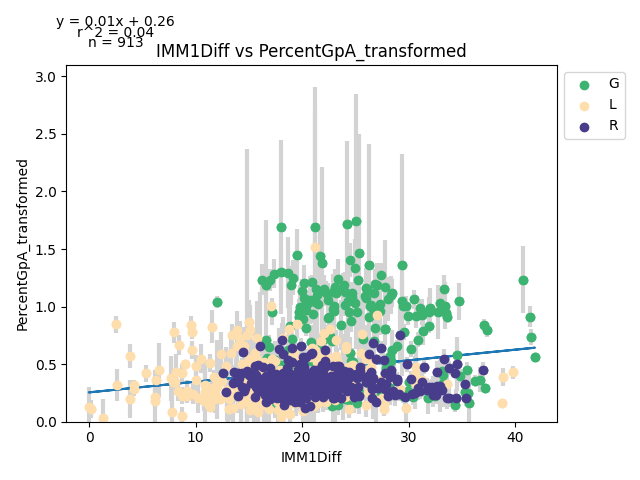 y = 0.01x + 0.26
r^2 = 0.04
n = 913
IMM1Diff vs PercentGpA_transformed
G
L
R
PercentGpA_transformed
3.0
2.5
2.0
1.5
1.0
0.5
0.0
0 10 20 30 40
IMM1Diff